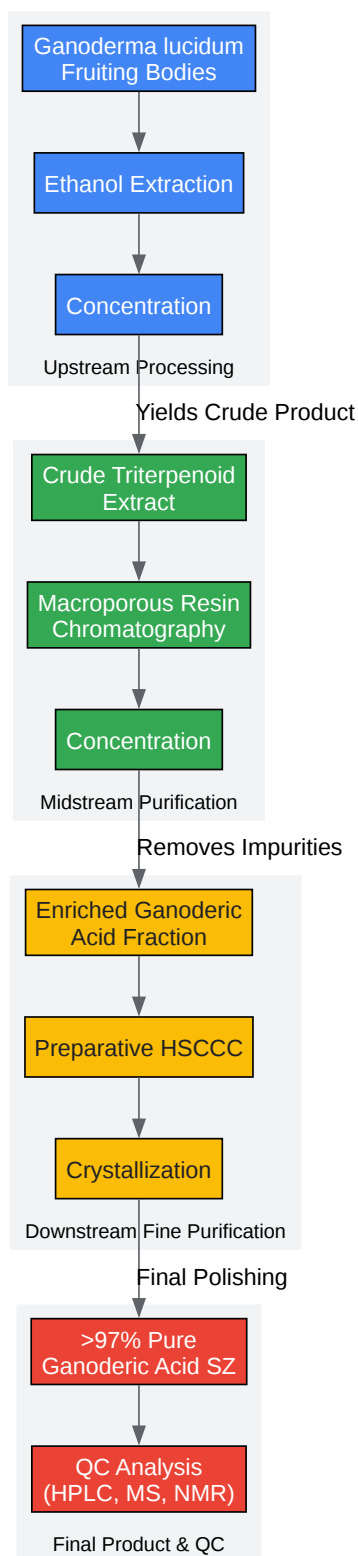 Ganoderma lucidum
Fruiting Bodies
Ethanol Extraction
Concentration
Upstream Processing
Yields Crude Product
Crude Triterpenoid
Extract
Macroporous Resin
Chromatography
Concentration
Midstream Purification
Removes Impurities
Enriched Ganoderic
Acid Fraction
Preparative HSCCC
Crystallization
Downstream Fine Purification
Final Polishing
>97% Pure
Ganoderic Acid SZ
QC Analysis
(HPLC, MS, NMR)
Final Product & QC